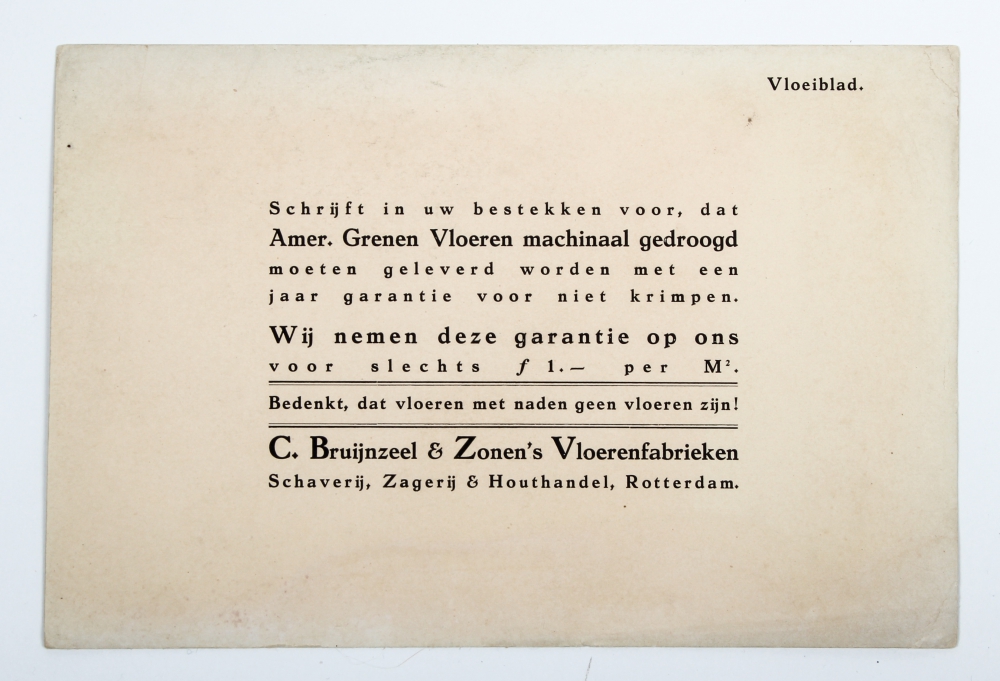 Vloeiblad.
Schrijft in uw bestekken voor, dat
Amer. Grenen Vloeren machinaal gedroogd
moeten geleverd worden met een
jaar garantie voor niet krimpen.
Wij nemen deze garantie op ons
voor slechts ƒ 1.— per M².
Bedenkt, dat vloeren met naden geen vloeren zijn!
C. Bruijnzeel & Zonen's Vloerenfabrieken
Schaverij, Zagerij & Houthandel, Rotterdam.